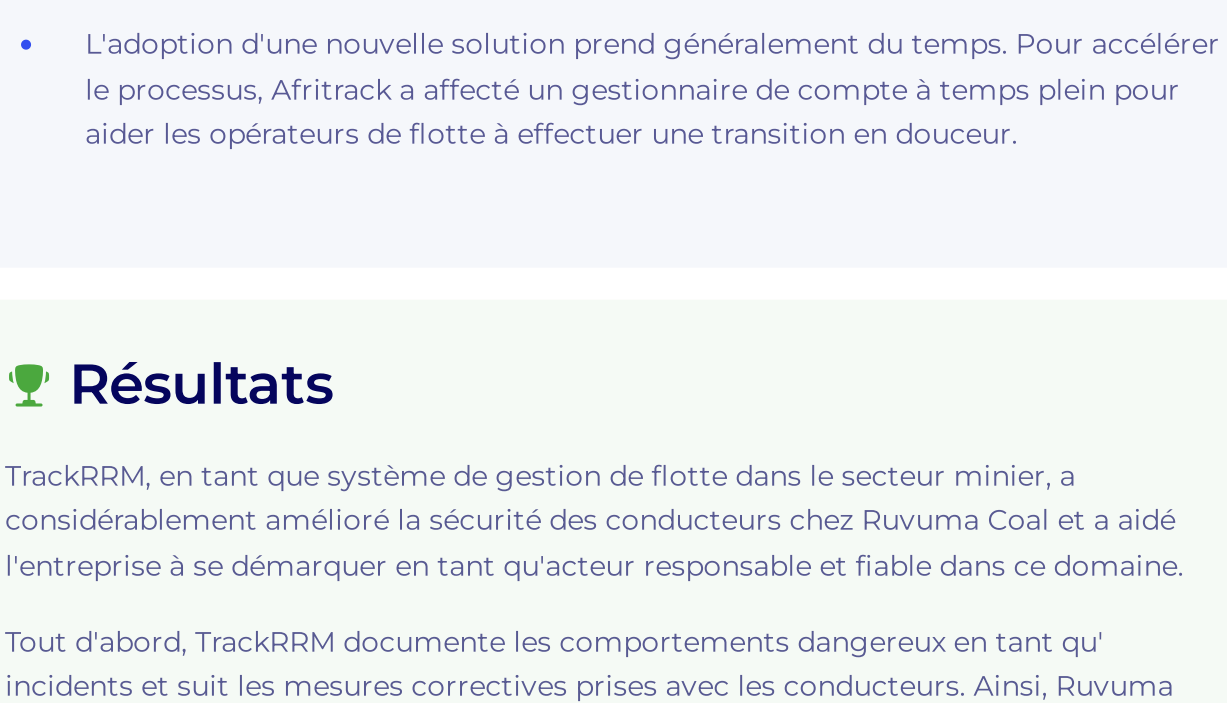 L'adoption d'une nouvelle solution prend généralement du temps. Pour accélérer
le processus, Afritrack a affecté un gestionnaire de compte à temps plein pour
aider les opérateurs de flotte à effectuer une transition en douceur.
Résultats
TrackRRM, en tant que système de gestion de flotte dans le secteur minier, a
considérablement amélioré la sécurité des conducteurs chez Ruvuma Coal et a aidé
l'entreprise à se démarquer en tant qu'acteur responsable et fiable dans ce domaine.
Tout d'abord, TrackRRM documente les comportements dangereux en tant qu'
incidents et suit les mesures correctives prises avec les conducteurs. Ainsi, Ruvuma